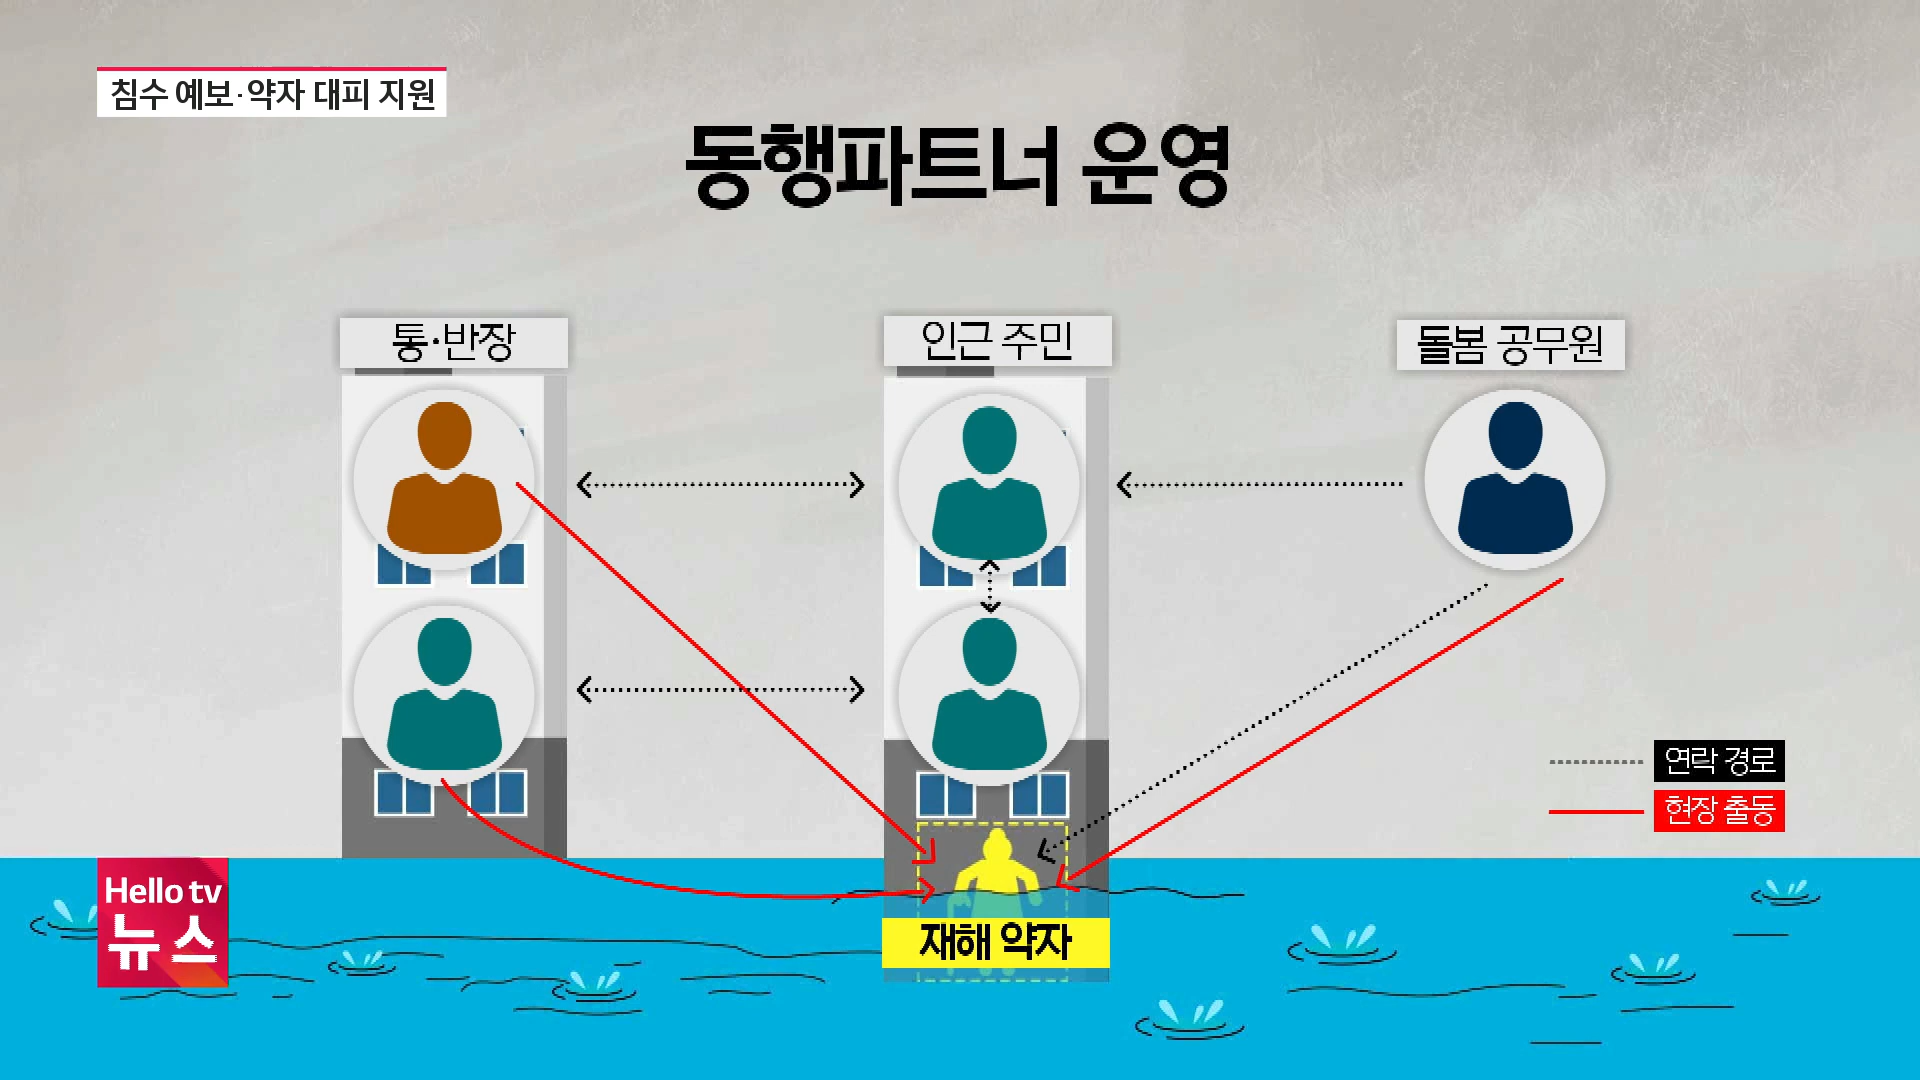 침수 예보·약자 대피 지원
동행파트너 운영
통·반장
인근 주민
돌봄 공무원
연락 경로
현장 출동
재해 약자
Hello tv
뉴스